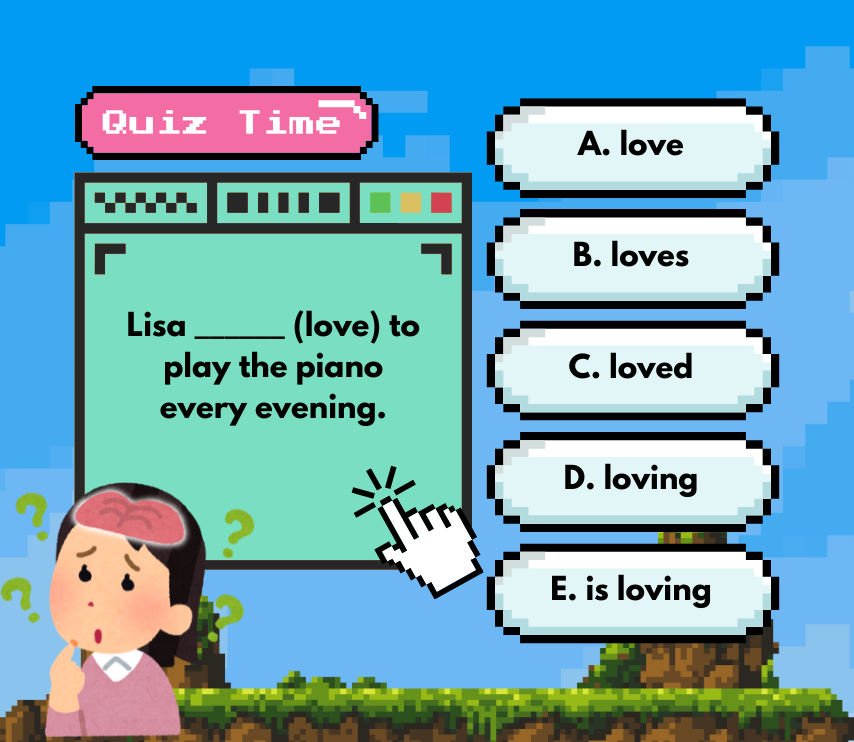 Quiz Time
Lisa ______ (love) to
play the piano
every evening.
A. love
B. loves
C. loved
D. loving
E. is loving